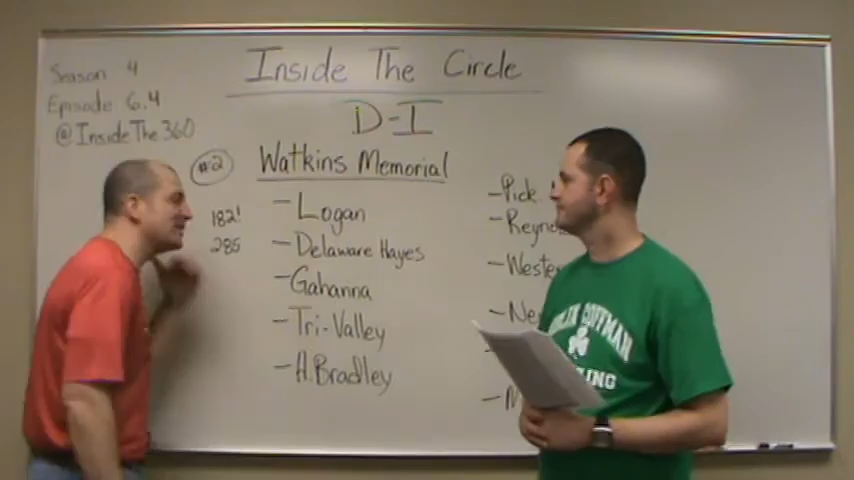 Inside The Circle
Season 4
Episode 6.4
@InsideThe360
D-I
#2
Watkins Memorial
182!
285
-Logan
-Delaware Hayes
-Gahanna
-Tri-Valley
-H.Bradley
-Pick.
-
-
-
-
-
COFFMAN